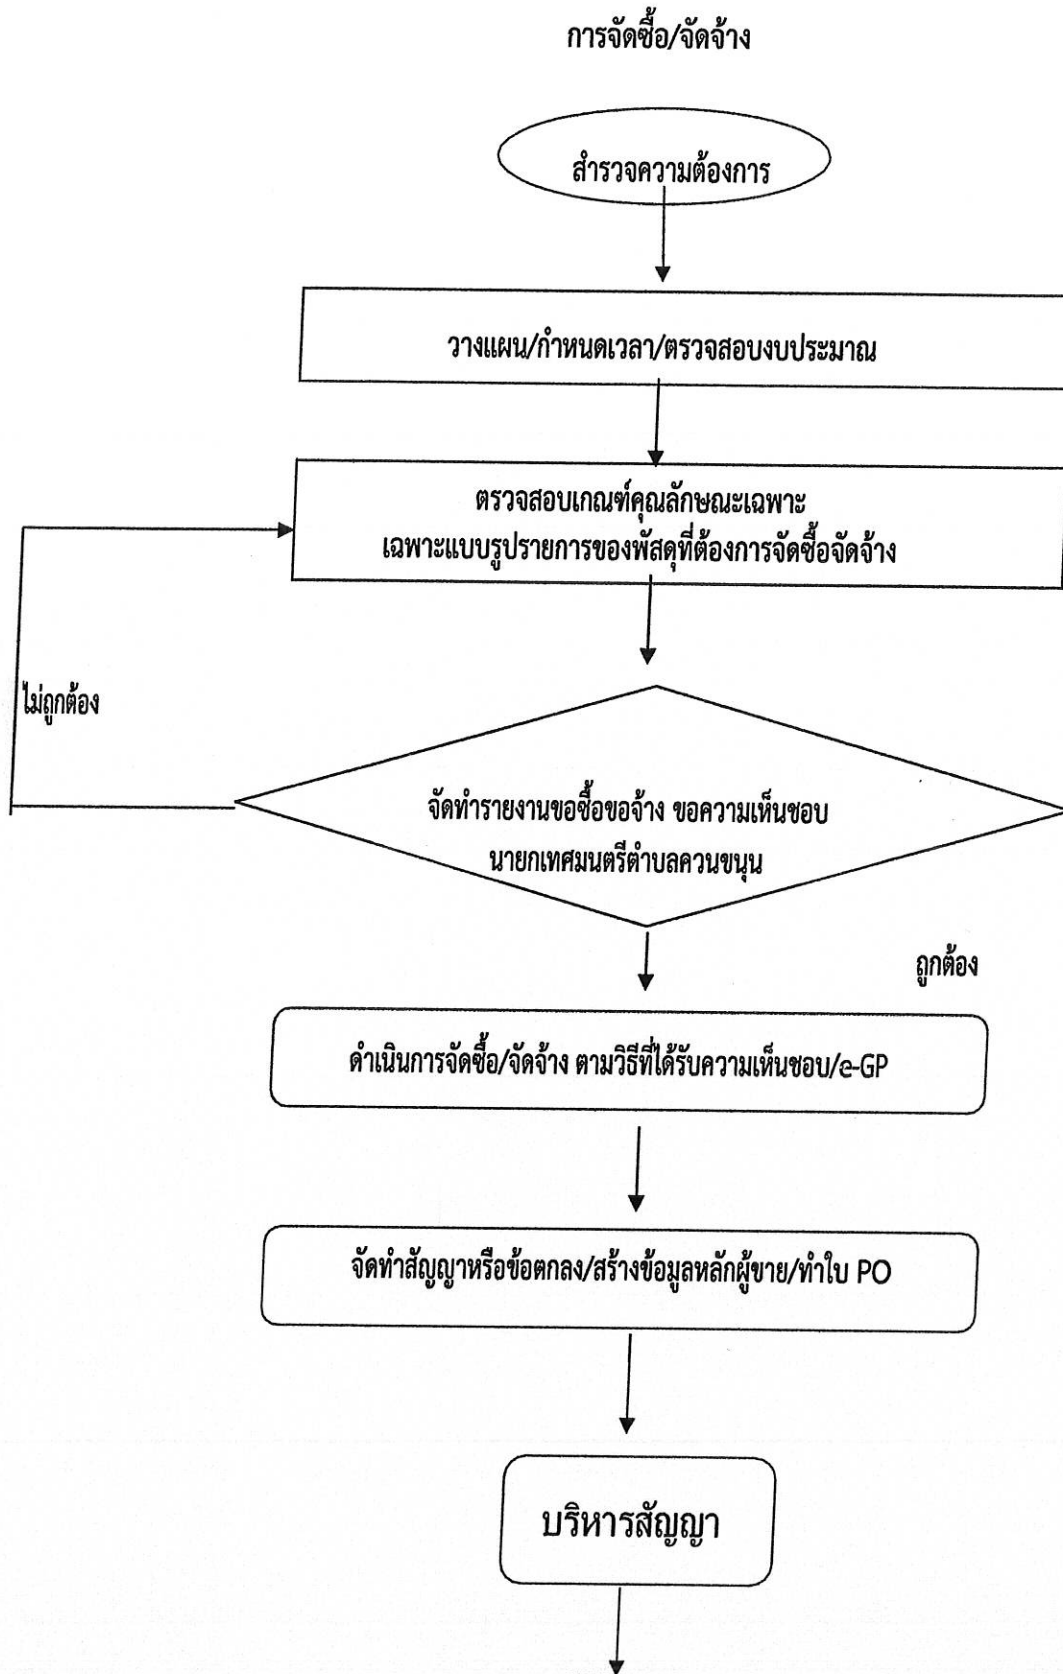 การจัดซื้อ/จัดจ้าง
สำรวจความต้องการ
วางแผน/กำหนดเวลา/ตรวจสอบงบประมาณ
ตรวจสอบเกณฑ์คุณลักษณะเฉพาะ
เฉพาะแบบรูปรายการของพัสดุที่ต้องการจัดซื้อจัดจ้าง
ไม่ถูกต้อง
จัดทำรายงานขอซื้อขอจ้าง ขอความเห็นชอบ
นายกเทศมนตรีตำบลควนขนุน
ถูกต้อง
ดำเนินการจัดซื้อ/จัดจ้าง ตามวิธีที่ได้รับความเห็นชอบ/e-GP
จัดทำสัญญาหรือข้อตกลง/สร้างข้อมูลหลักผู้ขาย/ทำใบ PO
บริหารสัญญา